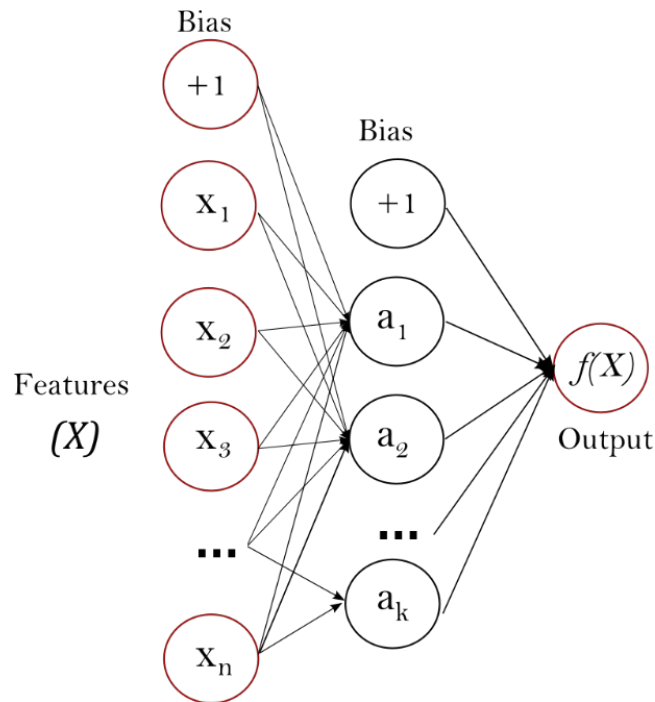 Bias
+1
x1
x2
x3
...
xn
Features
(X)
Bias
+1
a1
a2
...
ak
f(X)
Output